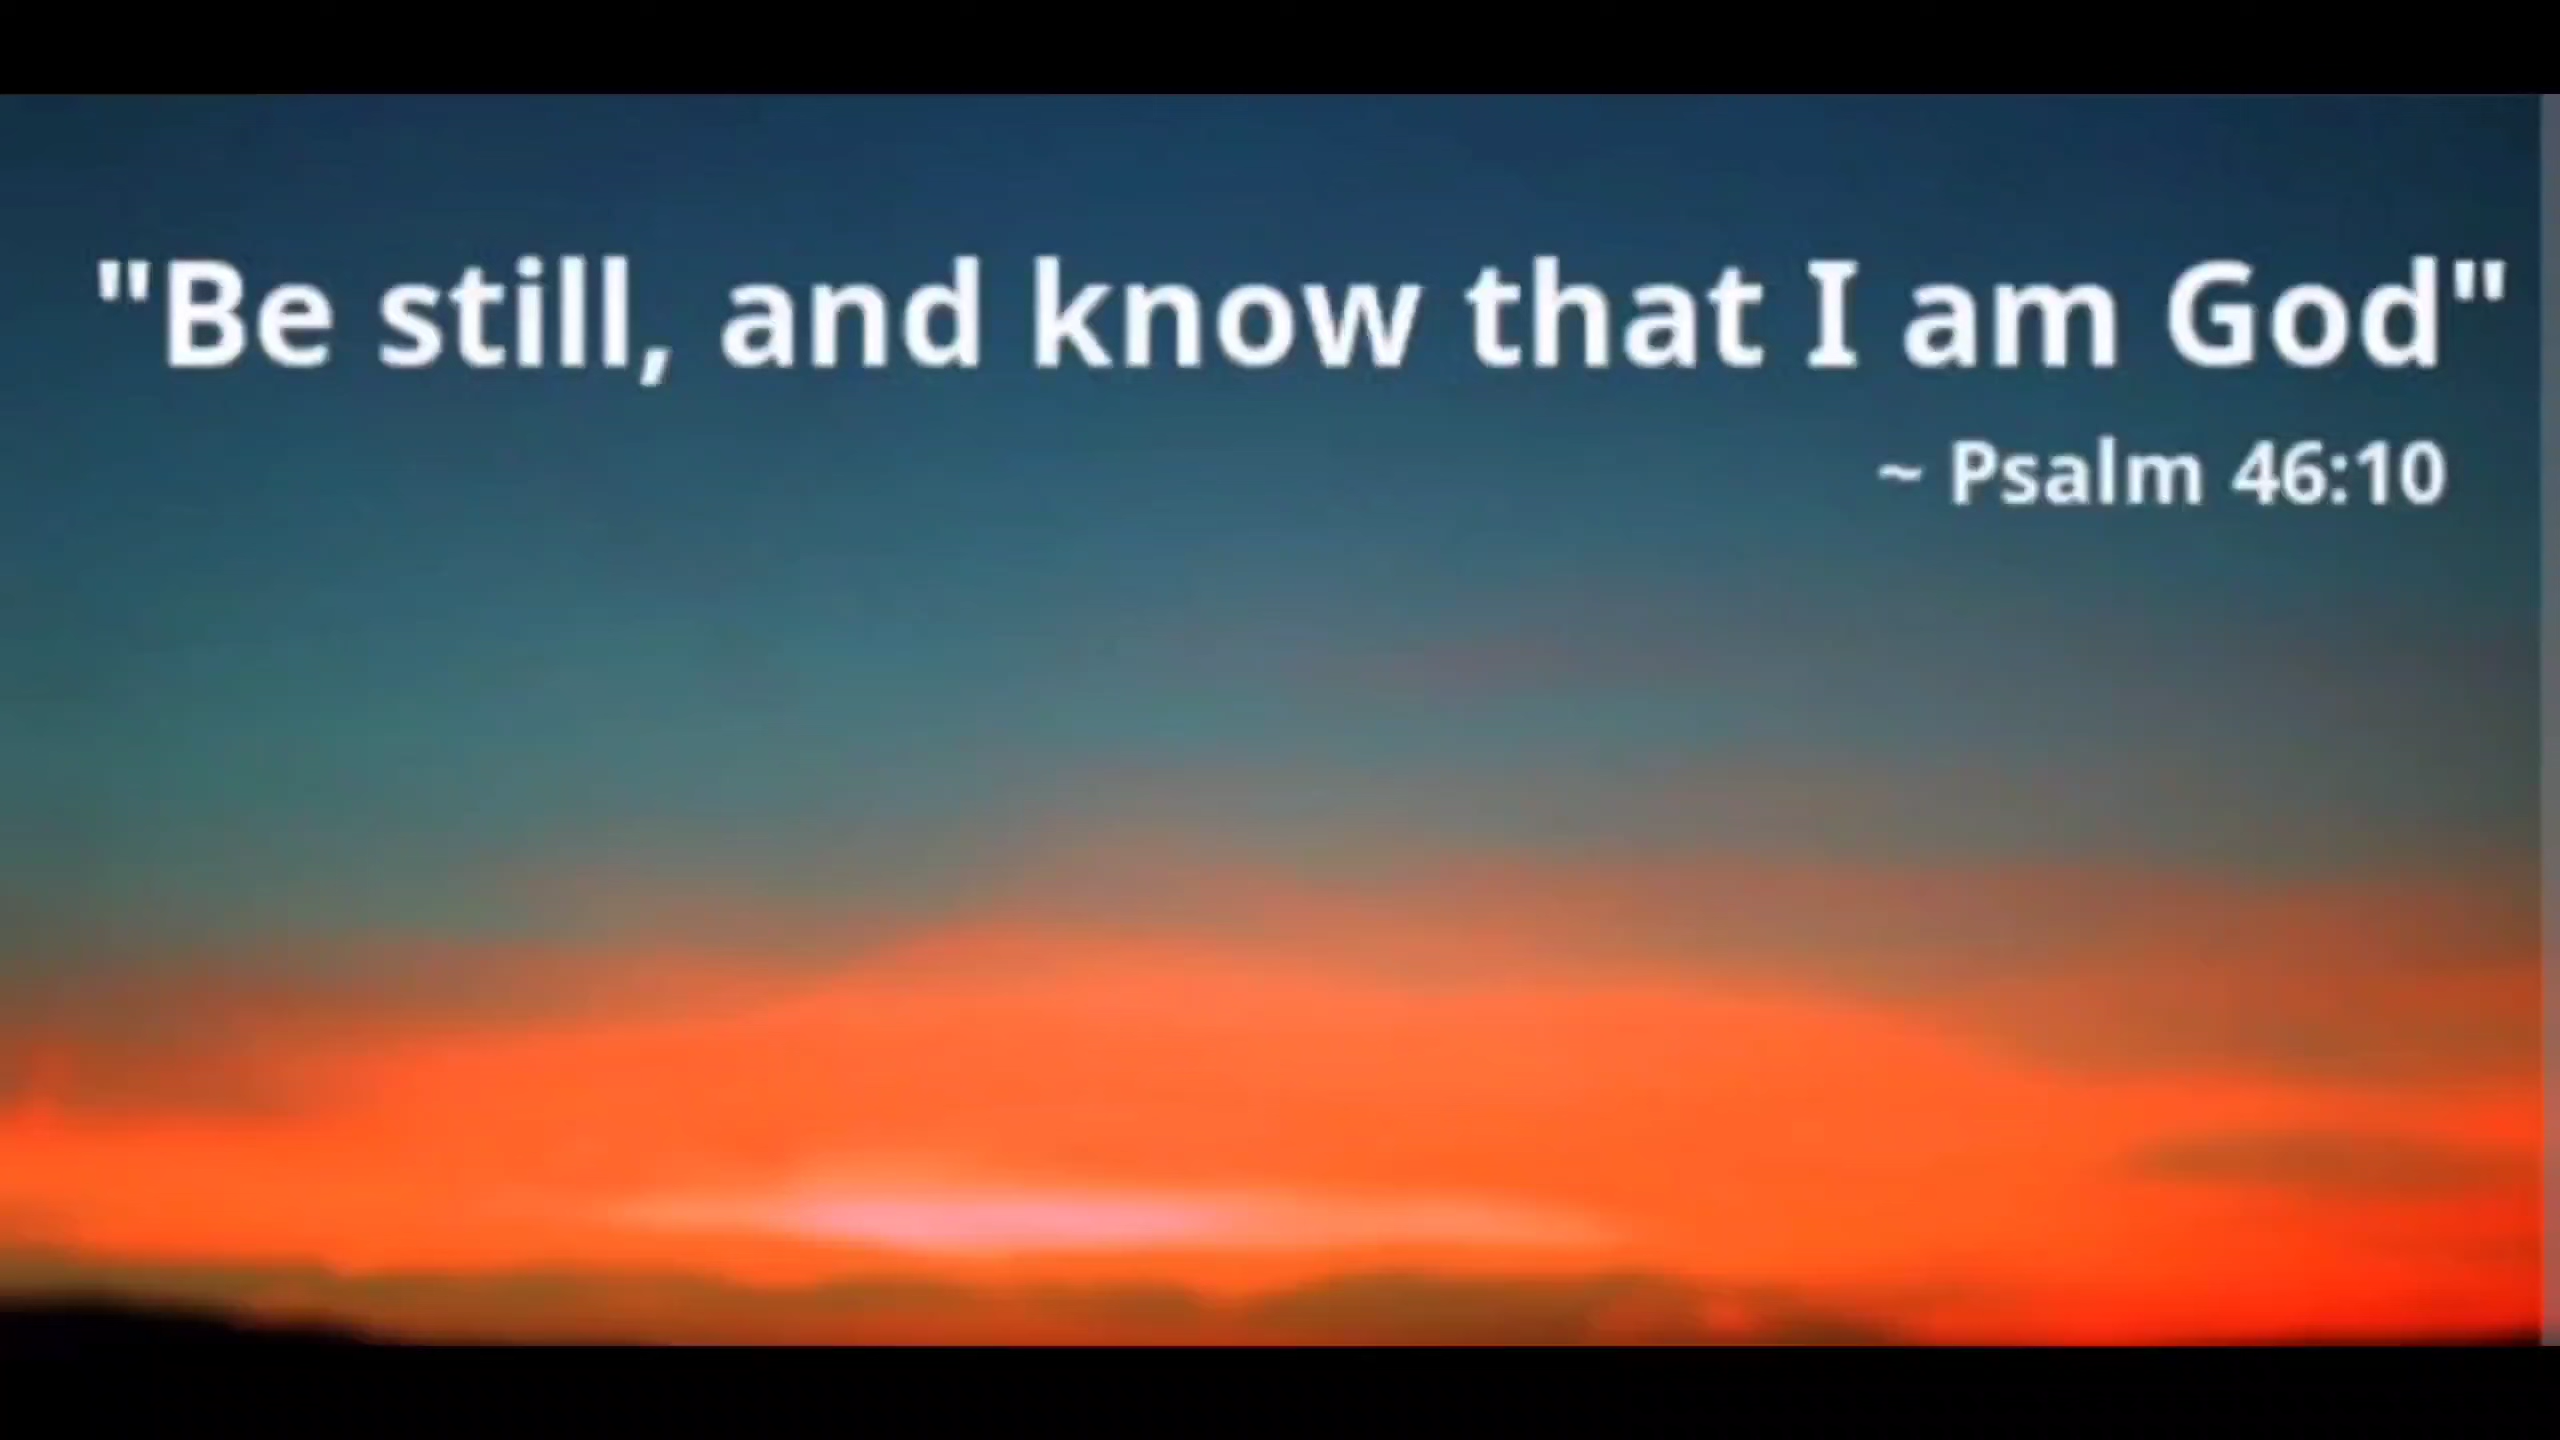 "Be still, and know that I am God"
~ Psalm 46:10